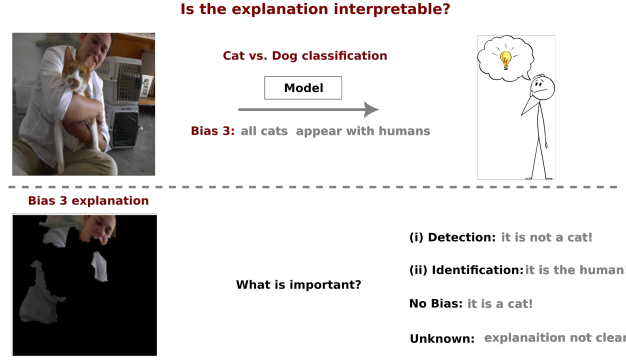 Is the explanation interpretable?
Cat vs. Dog classification
Model
Bias 3: all cats appear with humans
Bias 3 explanation
What is important?
(i) Detection: it is not a cat!
(ii) Identification: it is the human
No Bias: it is a cat!
Unknown: explanaition not clear